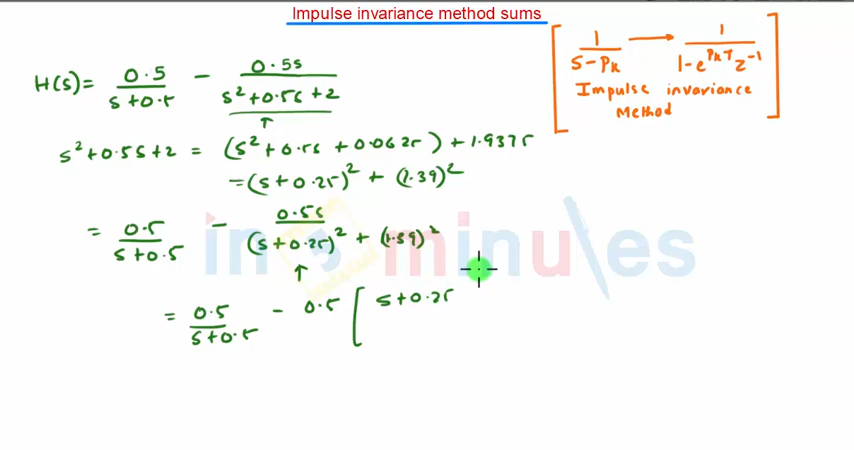 Impulse invariance method sums
H(s) = 0.5/(s+0.5) - 0.5s/(s²+0.5s+2)
[ 1/(s-Pk) → 1/(1-e^(PkT) z^-1) ]
Impulse invariance
Method
s²+0.5s+2 = (s²+0.5s+0.0625)+1.9375
=(s+0.25)²+(1.39)²
= 0.5/(s+0.5) - 0.5s/((s+0.25)²+(1.39)²)
= 0.5/(s+0.5) - 0.5 [ s+0.25
in 5 minutes